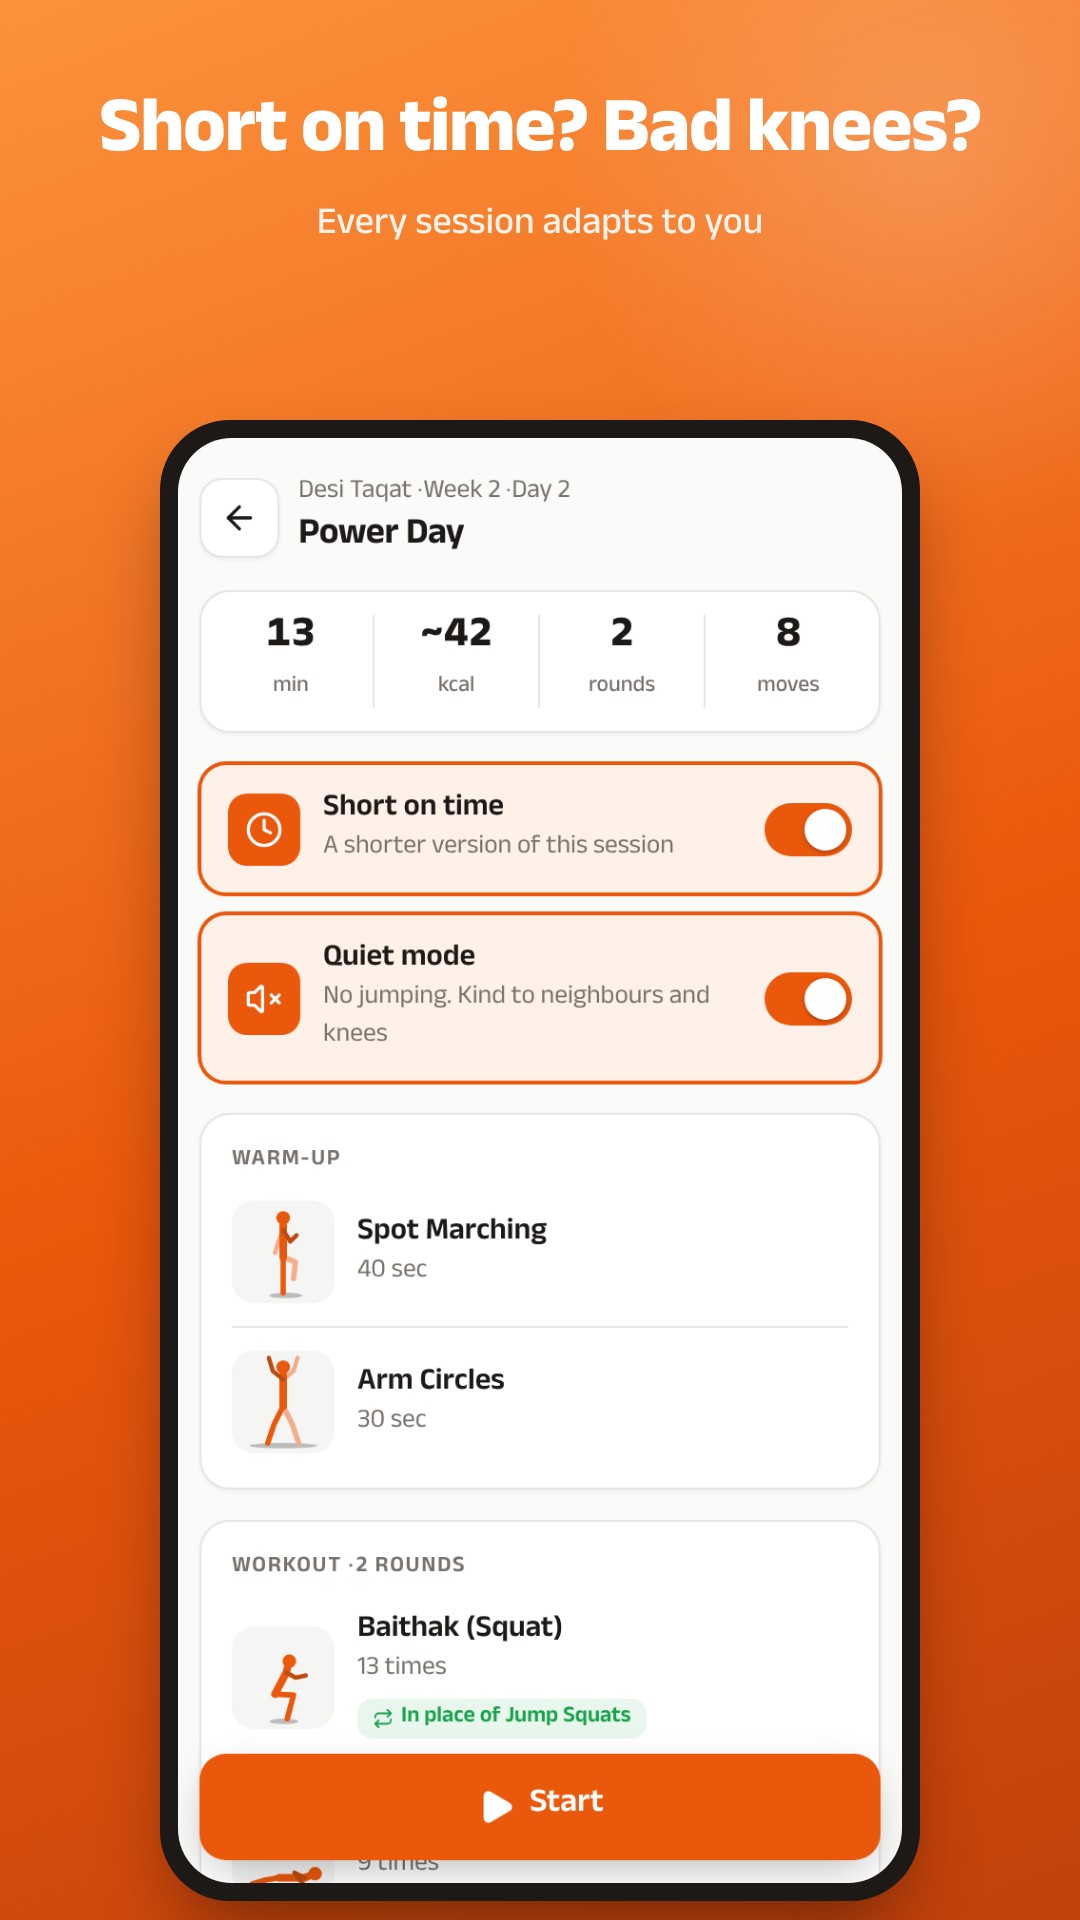 Short on time? Bad knees?
Every session adapts to you
Desi Taqat · Week 2 · Day 2
Power Day
13
min
~42
kcal
2
rounds
8
moves
Short on time
A shorter version of this session
Quiet mode
No jumping. Kind to neighbours and
knees
WARM-UP
Spot Marching
40 sec
Arm Circles
30 sec
WORKOUT · 2 ROUNDS
Baithak (Squat)
13 times
In place of Jump Squats
Start
9 times